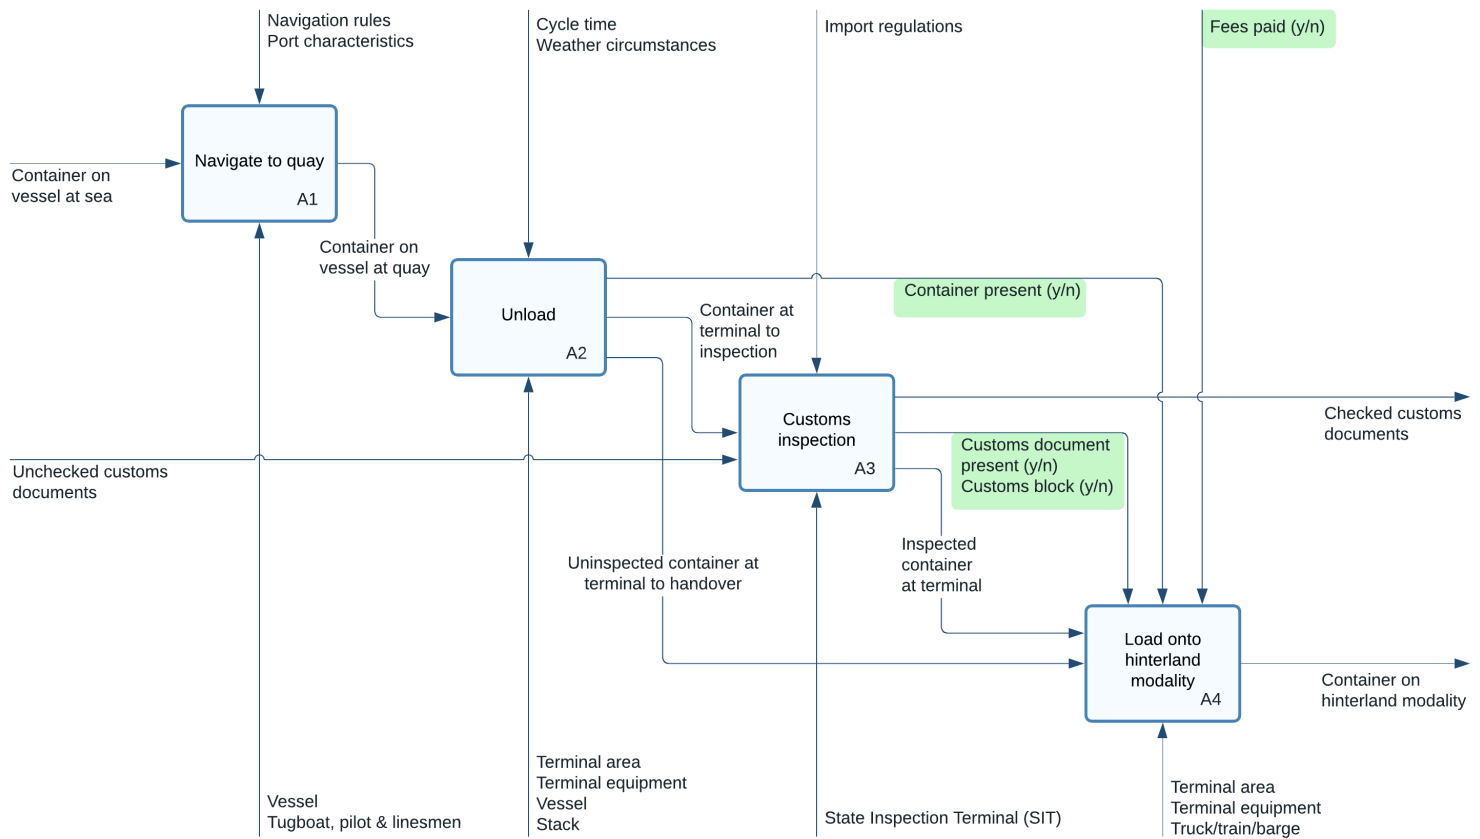 Navigation rules
Port characteristics
Cycle time
Weather circumstances
Import regulations
Fees paid (y/n)
Navigate to quay
A1
Container on
vessel at sea
Container on
vessel at quay
Unload
A2
Container present (y/n)
Container at
terminal to
inspection
Customs
inspection
A3
Checked customs
documents
Unchecked customs
documents
Customs document
present (y/n)
Customs block (y/n)
Uninspected container at
terminal to handover
Inspected
container
at terminal
Load onto
hinterland
modality
A4
Container on
hinterland modality
Vessel
Tugboat, pilot & linesmen
Terminal area
Terminal equipment
Vessel
Stack
State Inspection Terminal (SIT)
Terminal area
Terminal equipment
Truck/train/barge